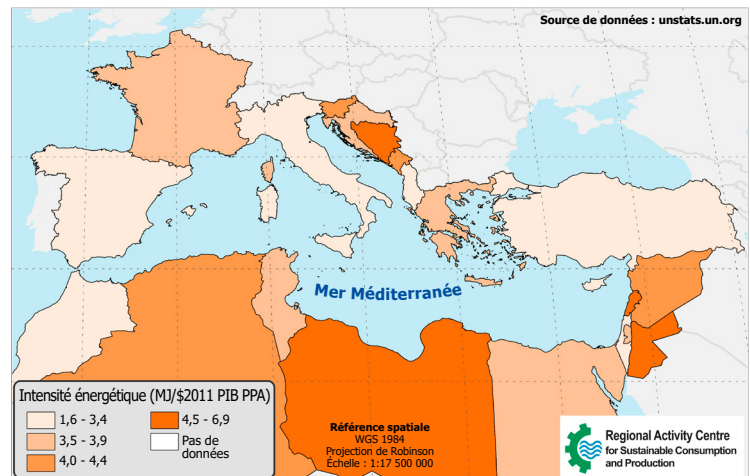 Source de données : unstats.un.org
Mer Méditerranée
Intensité énergétique (MJ/$2011 PIB PPA)
1,6 - 3,4
4,5 - 6,9
3,5 - 3,9
Pas de
données
4,0 - 4,4
Référence spatiale
WGS 1984
Projection de Robinson
Échelle : 1:17 500 000
Regional Activity Centre
for Sustainable Consumption
and Production